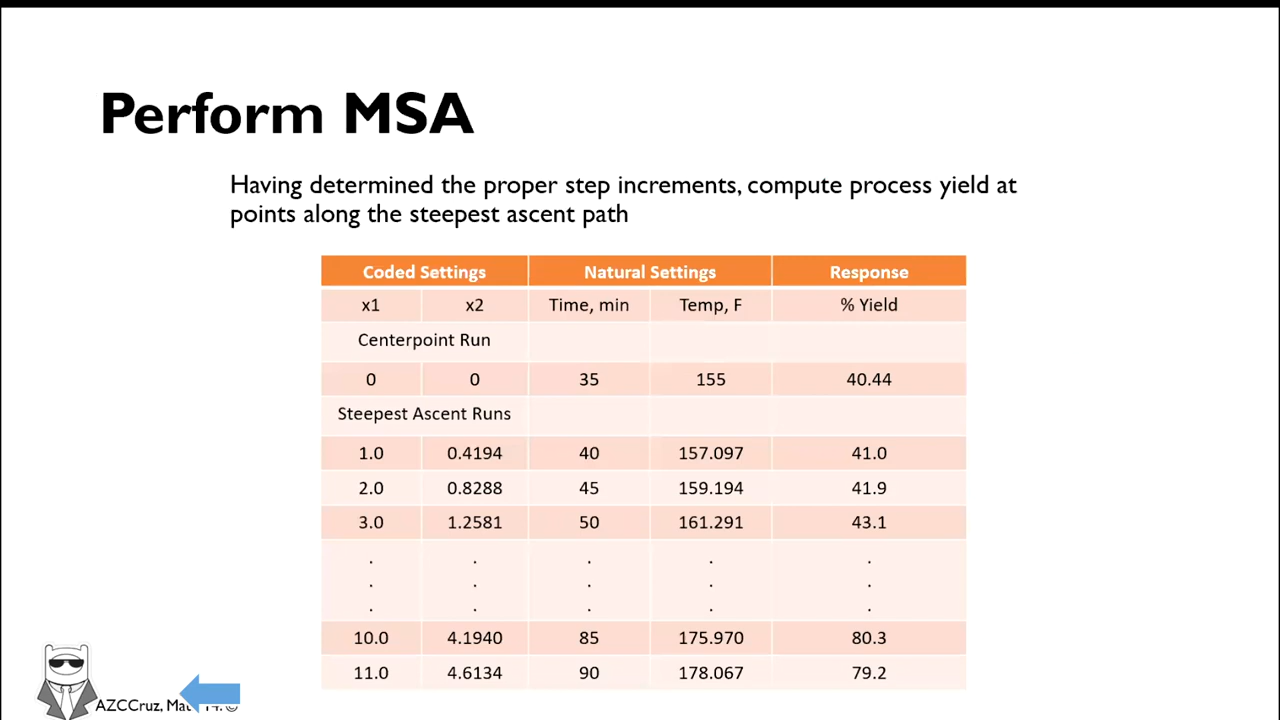 Perform MSA
Having determined the proper step increments, compute process yield at
points along the steepest ascent path
Coded Settings Natural Settings Response
x1 x2 Time, min Temp, F % Yield
Centerpoint Run
0 0 35 155 40.44
Steepest Ascent Runs
1.0 0.4194 40 157.097 41.0
2.0 0.8288 45 159.194 41.9
3.0 1.2581 50 161.291 43.1
. . . . .
. . . . .
. . . . .
10.0 4.1940 85 175.970 80.3
11.0 4.6134 90 178.067 79.2
AZCCruz, 14. ©